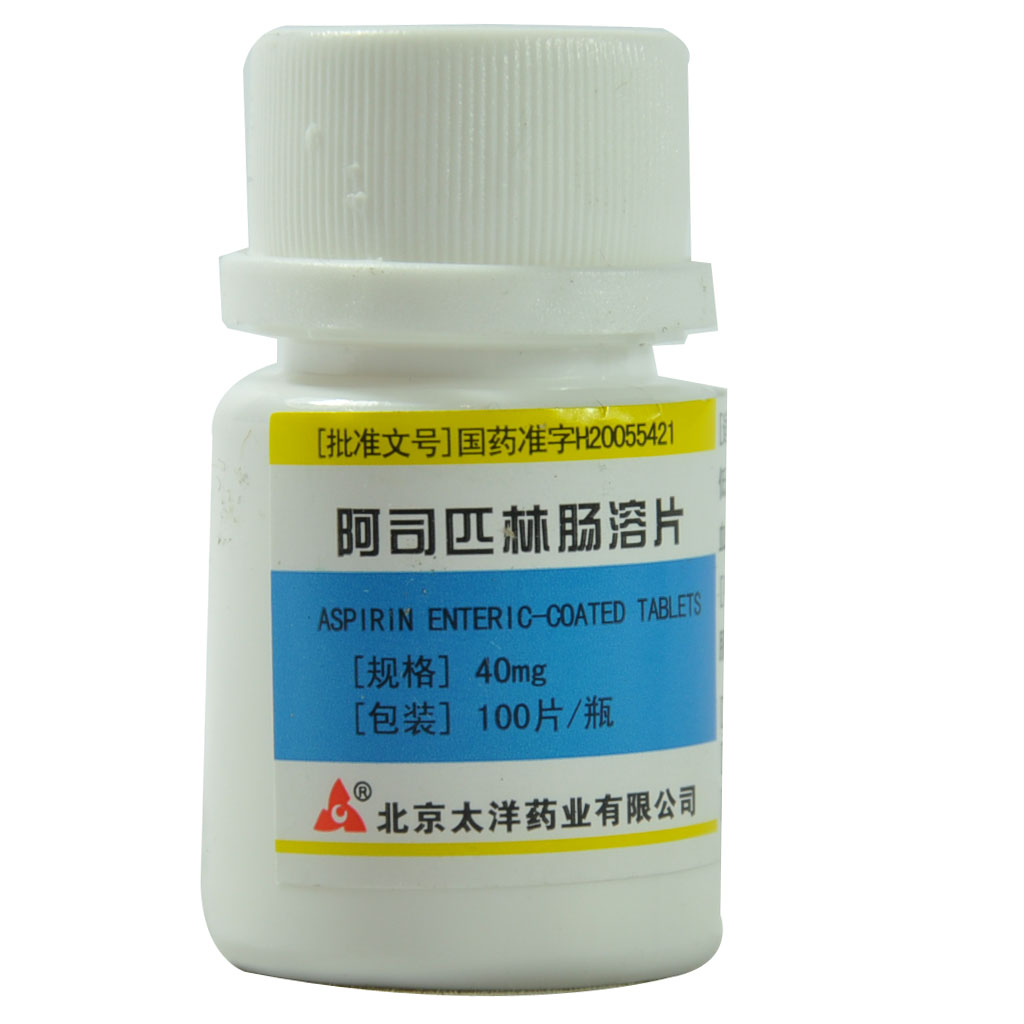 [批准文号]国药准字H20055421
阿司匹林肠溶片
ASPIRIN ENTERIC-COATED TABLETS
[规格] 40mg
[包装] 100片/瓶
® 北京太洋药业有限公司